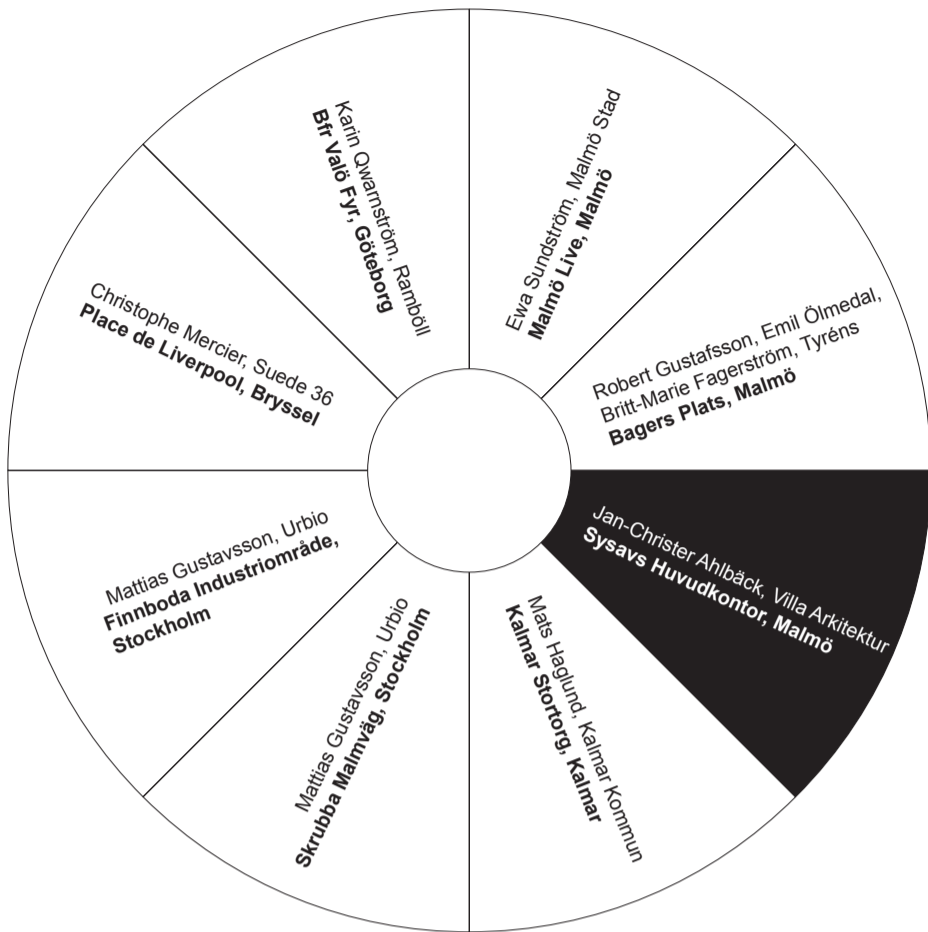 Ewa Sundström, Malmö Stad
Malmö Live, Malmö
Robert Gustafsson, Emil Ölmedal,
Britt-Marie Fagerström, Tyréns
Bagers Plats, Malmö
Jan-Christer Ahlbäck, Villa Arkitektur
Sysavs Huvudkontor, Malmö
Mats Haglund, Kalmar Kommun
Kalmar Stortorg, Kalmar
Mattias Gustavsson, Urbio
Skrubba Malmväg, Stockholm
Mattias Gustavsson, Urbio
Finnboda Industriområde,
Stockholm
Christophe Mercier, Suede 36
Place de Liverpool, Bryssel
Karin Qwarnström, Ramböll
Bfr Valö Fyr, Göteborg